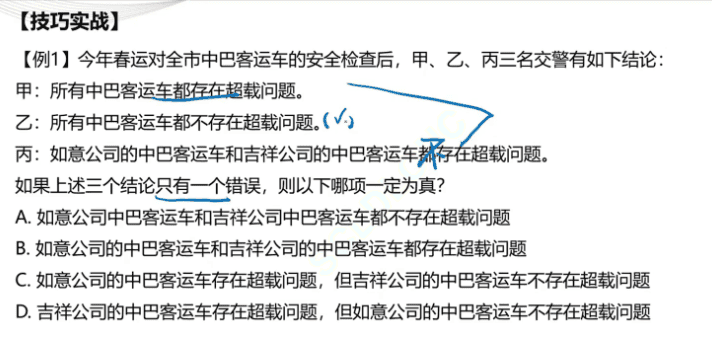 【技巧实战】
【例1】今年春运对全市中巴客运车的安全检查后，甲、乙、丙三名交警有如下结论：
甲：所有中巴客运车都存在超载问题。
乙：所有中巴客运车都不存在超载问题。(✓)
丙：如意公司的中巴客运车和吉祥公司的中巴客运车都存在超载问题。
不
如果上述三个结论只有一个错误，则以下哪项一定为真？
A. 如意公司中巴客运车和吉祥公司中巴客运车都不存在超载问题
B. 如意公司的中巴客运车和吉祥公司的中巴客运车都存在超载问题
C. 如意公司的中巴客运车存在超载问题，但吉祥公司的中巴客运车不存在超载问题
D. 吉祥公司的中巴客运车存在超载问题，但如意公司的中巴客运车不存在超载问题